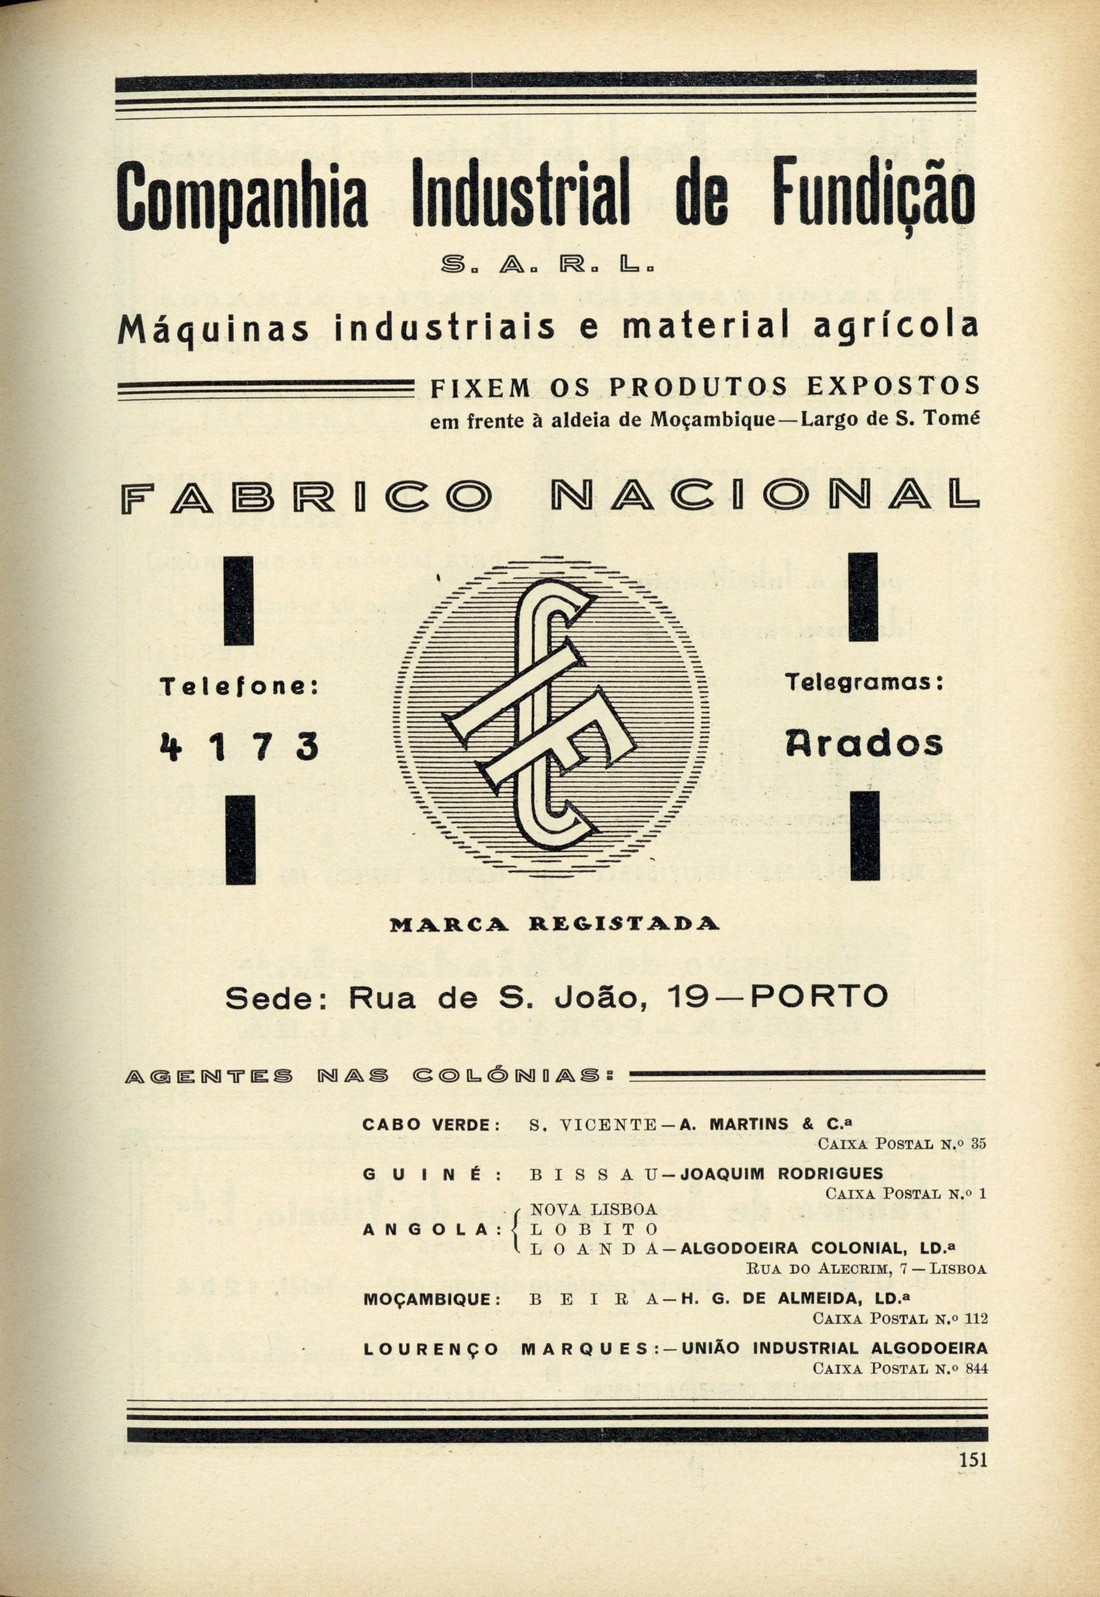 Companhia Industrial de Fundição
S. A. R. L.
Máquinas industriais e material agrícola
FIXEM OS PRODUTOS EXPOSTOS
em frente à aldeia de Moçambique—Largo de S. Tomé
FABRICO NACIONAL
Telefone:
4173
CIF
Telegramas:
Arados
MARCA REGISTADA
Sede: Rua de S. João, 19—PORTO
AGENTES NAS COLÓNIAS:
CABO VERDE: S. VICENTE—A. MARTINS & C.ª
CAIXA POSTAL N.º 35
GUINÉ: BISSAU—JOAQUIM RODRIGUES
CAIXA POSTAL N.º 1
NOVA LISBOA
ANGOLA: { LOBITO
LOANDA—ALGODOEIRA COLONIAL, LD.ª
RUA DO ALECRIM, 7—LISBOA
MOÇAMBIQUE: BEIRA—H. G. DE ALMEIDA, LD.ª
CAIXA POSTAL N.º 112
LOURENÇO MARQUES:—UNIÃO INDUSTRIAL ALGODOEIRA
CAIXA POSTAL N.º 844
151